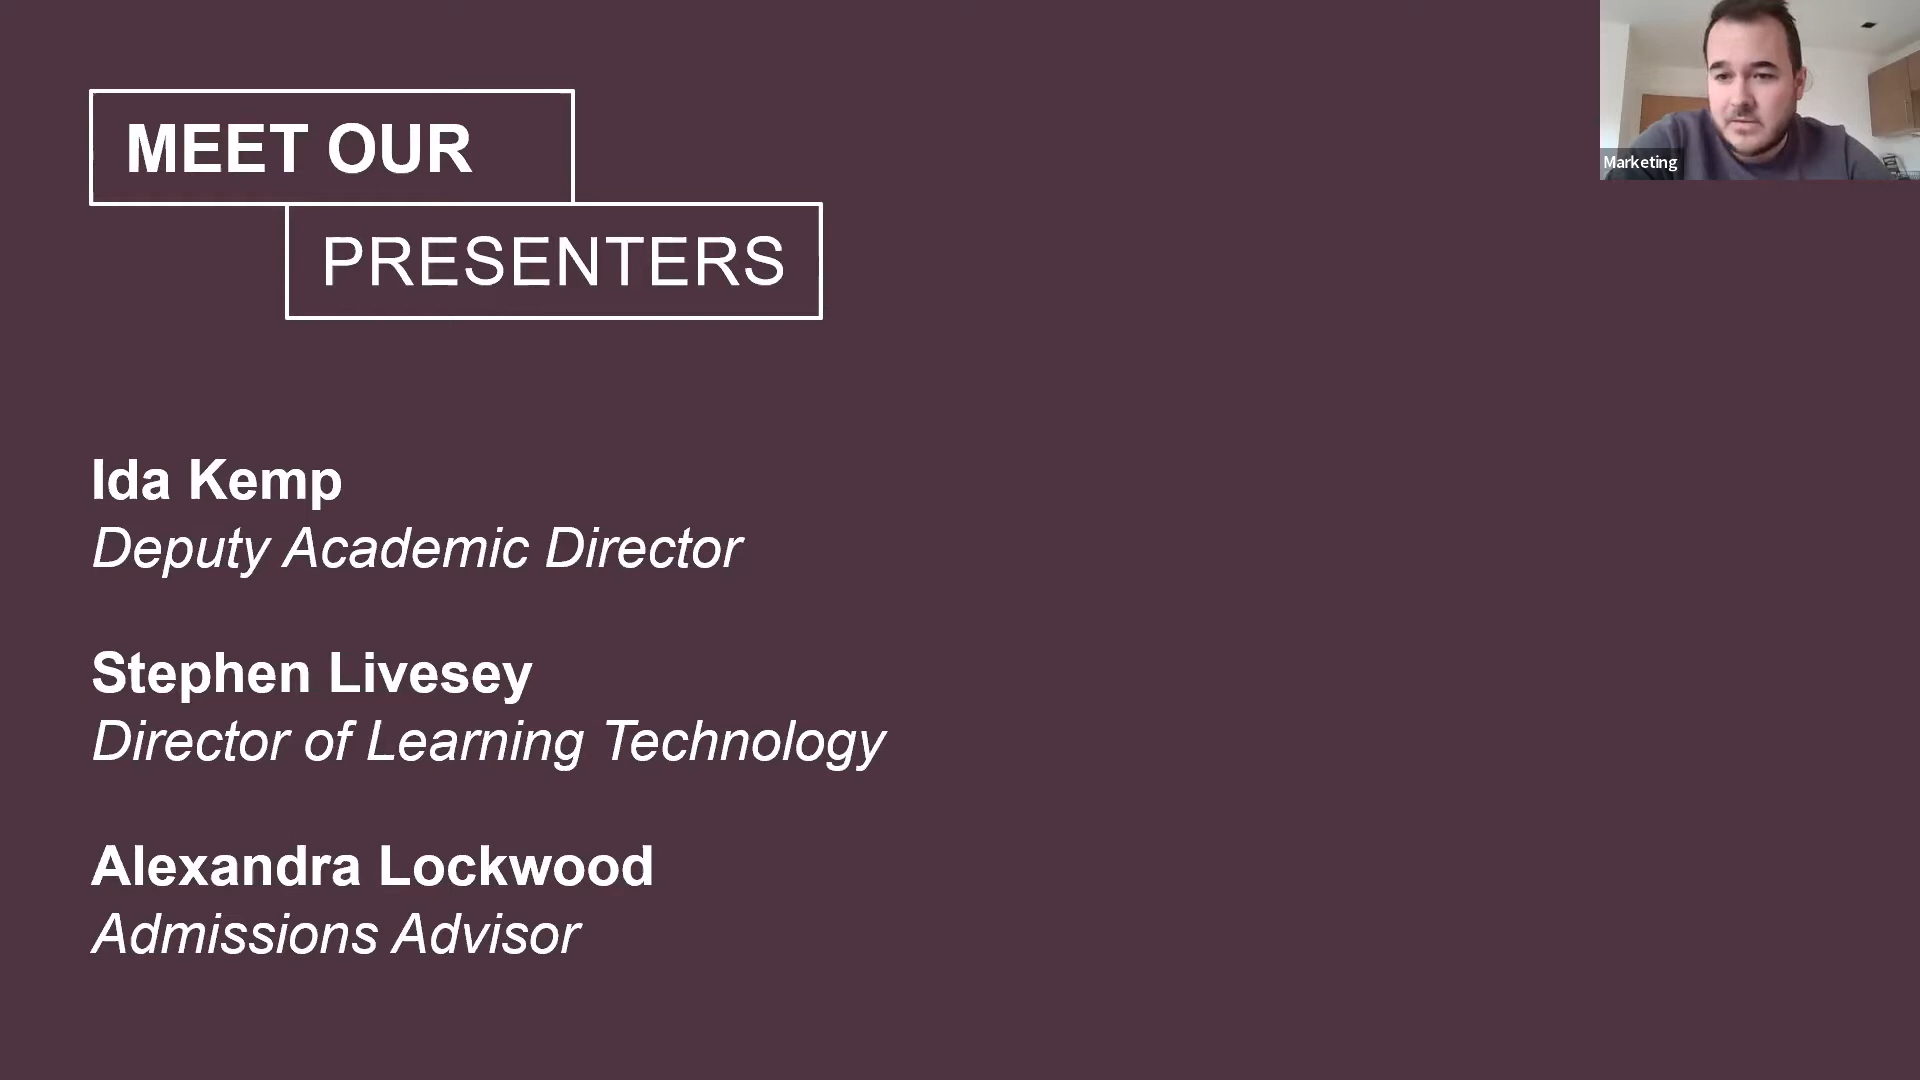 MEET OUR
PRESENTERS
Marketing
Ida Kemp
Deputy Academic Director
Stephen Livesey
Director of Learning Technology
Alexandra Lockwood
Admissions Advisor